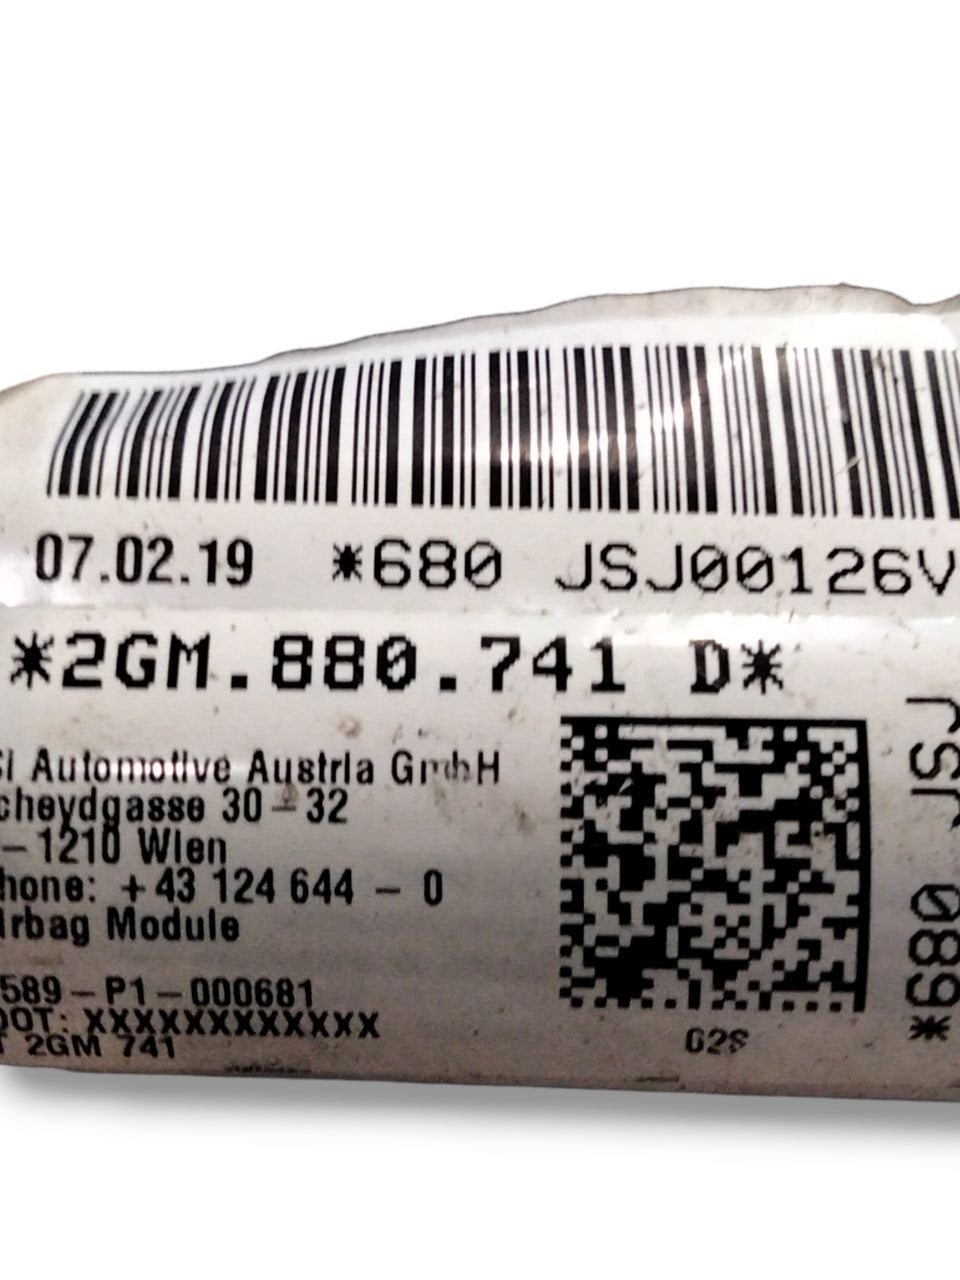 07.02.19 *680 JSJ00126V
*2GM.880.741 D*
Si Automotive Austria GmbH
cheydgasse 30-32
-1210 Wien
hone: +43 124 644 - 0
irbag Module
589-P1-000681
DOT: XXXXXXXXXXXX
T 2GM 741
02S
*680 JSJ